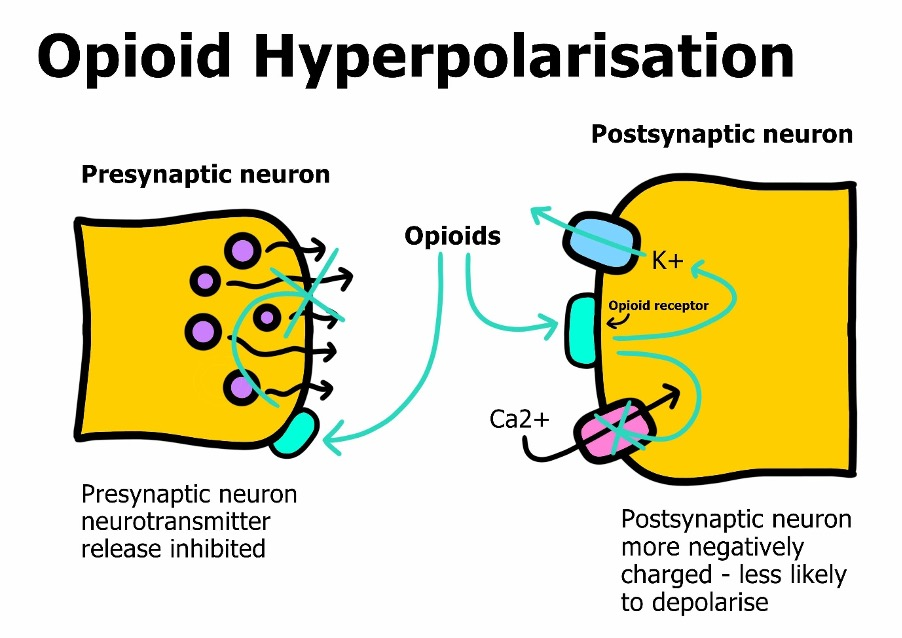 Opioid Hyperpolarisation
Postsynaptic neuron
Presynaptic neuron
Opioids
K+
Opioid receptor
Ca2+
Presynaptic neuron
neurotransmitter
release inhibited
Postsynaptic neuron
more negatively
charged - less likely
to depolarise